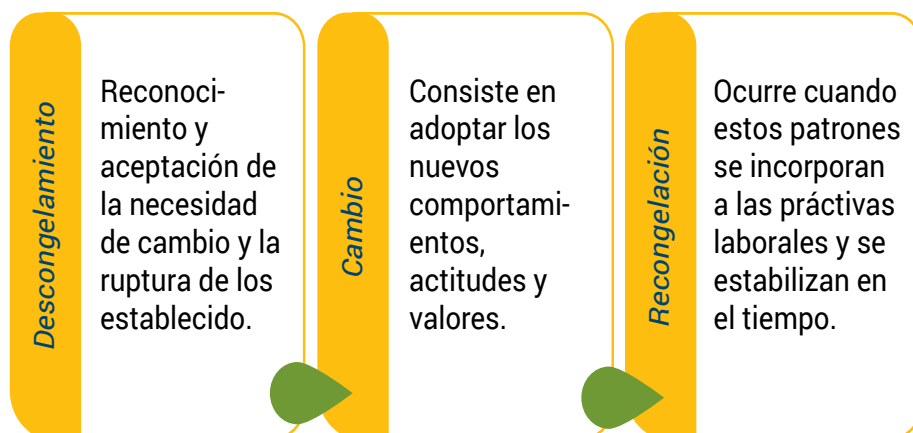 Descongelamiento
Reconoci-
miento y
aceptación de
la necesidad
de cambio y la
ruptura de los
establecido.
Cambio
Consiste en
adoptar los
nuevos
comportami-
entos,
actitudes y
valores.
Recongelación
Ocurre cuando
estos patrones
se incorporan
a las práctivas
laborales y se
estabilizan en
el tiempo.